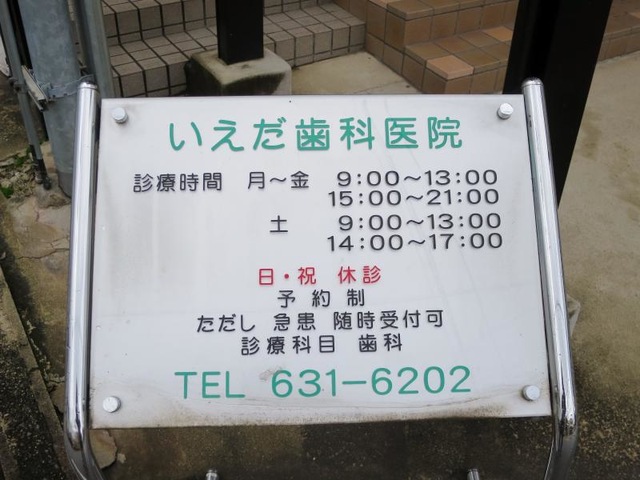 いえだ歯科医院
診療時間 月～金 9:00～13:00
15:00～21:00
土 9:00～13:00
14:00～17:00
日・祝 休診
予約制
ただし 急患 随時受付可
診療科目 歯科
TEL 631-6202